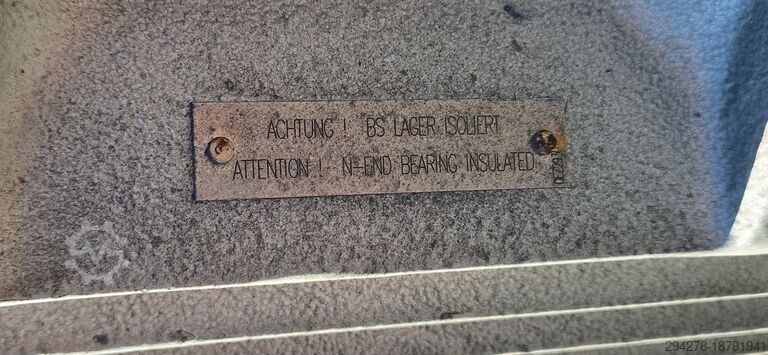 ACHTUNG ! BS LAGER ISOLIERT
ATTENTION ! N-END BEARING INSULATED
294278-18791941